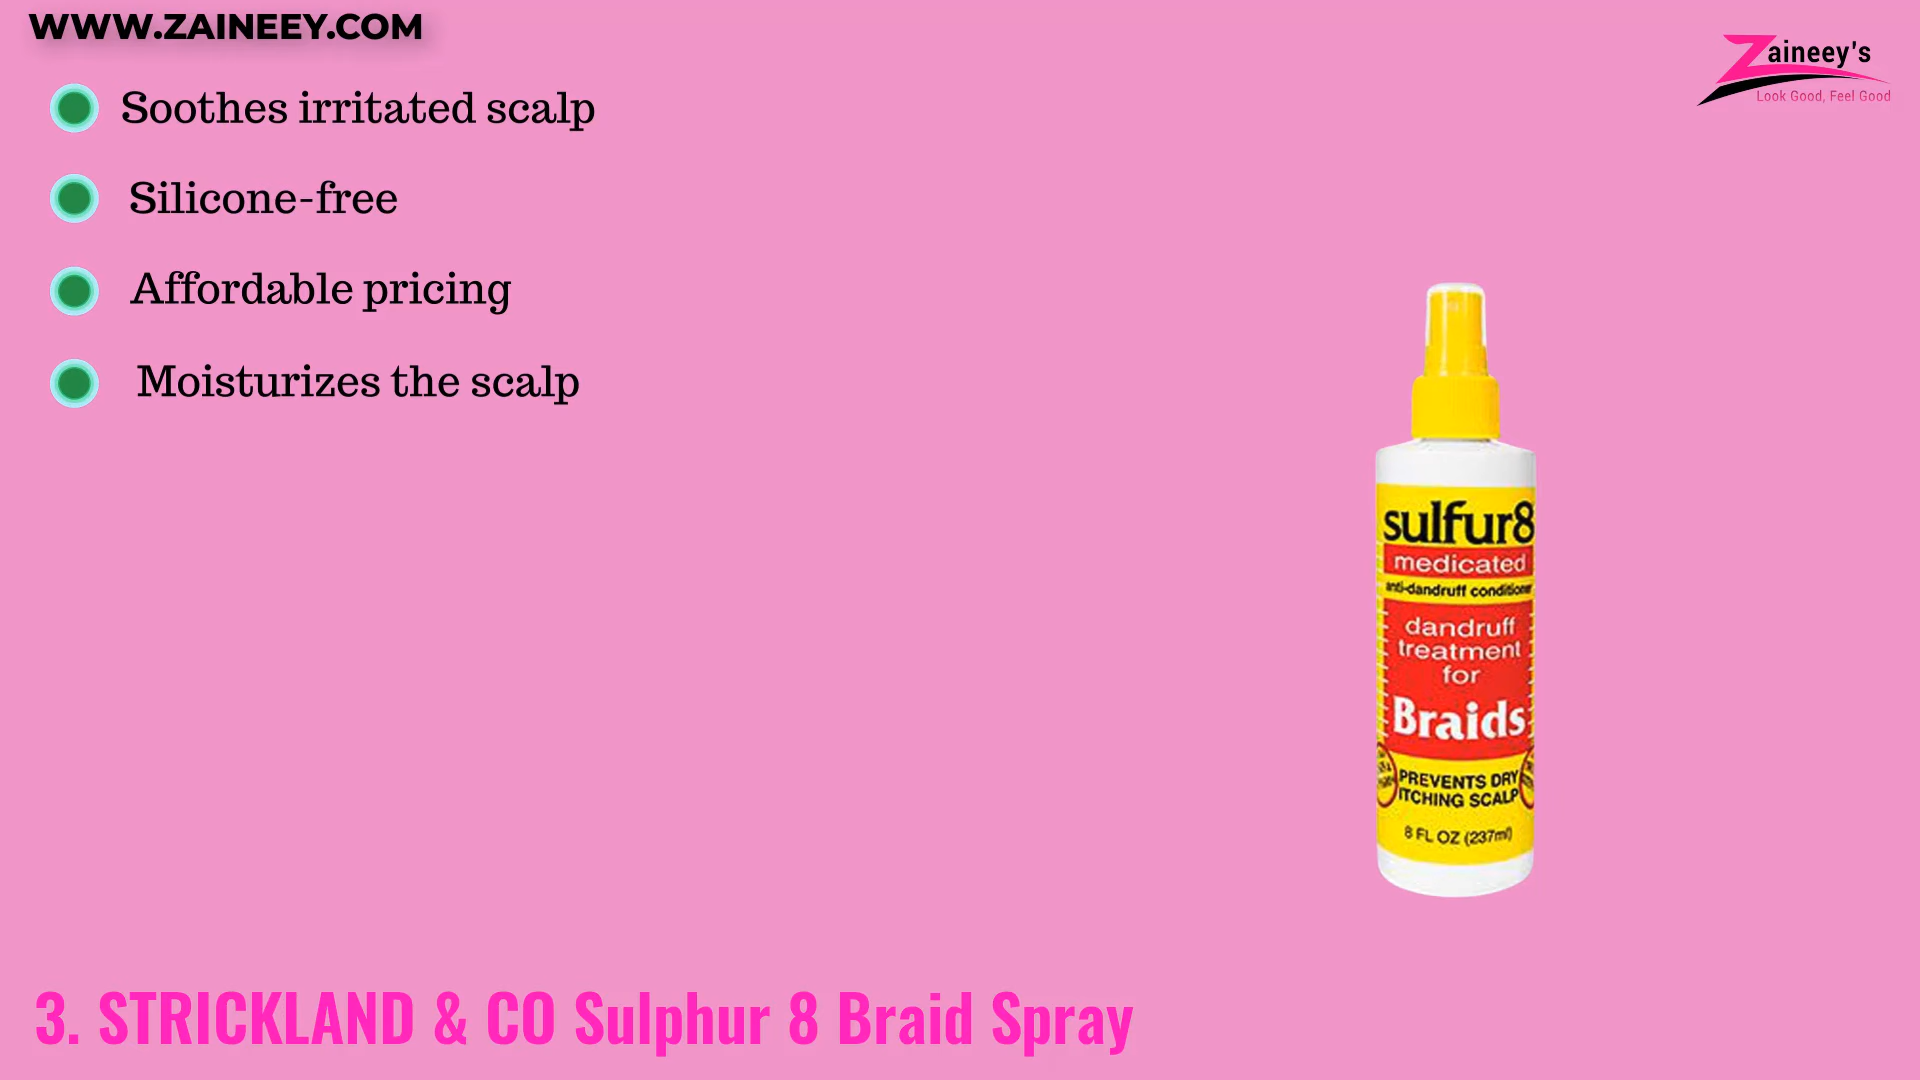 WWW.ZAINEEY.COM
Zaineey's
Look Good, Feel Good
Soothes irritated scalp
Silicone-free
Affordable pricing
Moisturizes the scalp
sulfur8
medicated
anti-dandruff conditioner
dandruff
treatment
for
Braids
PREVENTS DRY
ITCHING SCALP
8 FL OZ (237ml)
3. STRICKLAND & CO Sulphur 8 Braid Spray